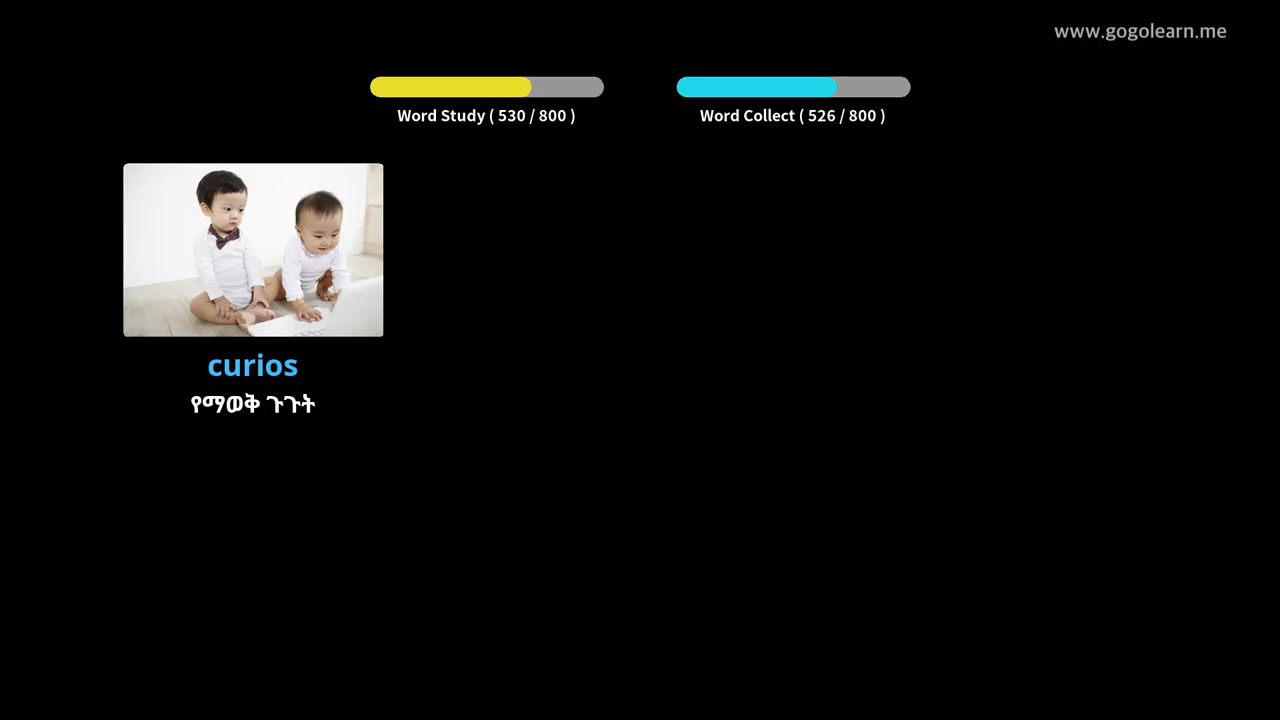 www.gogolearn.me
Word Study ( 530 / 800 )
Word Collect ( 526 / 800 )
curios
የማወቅ ጉጉት